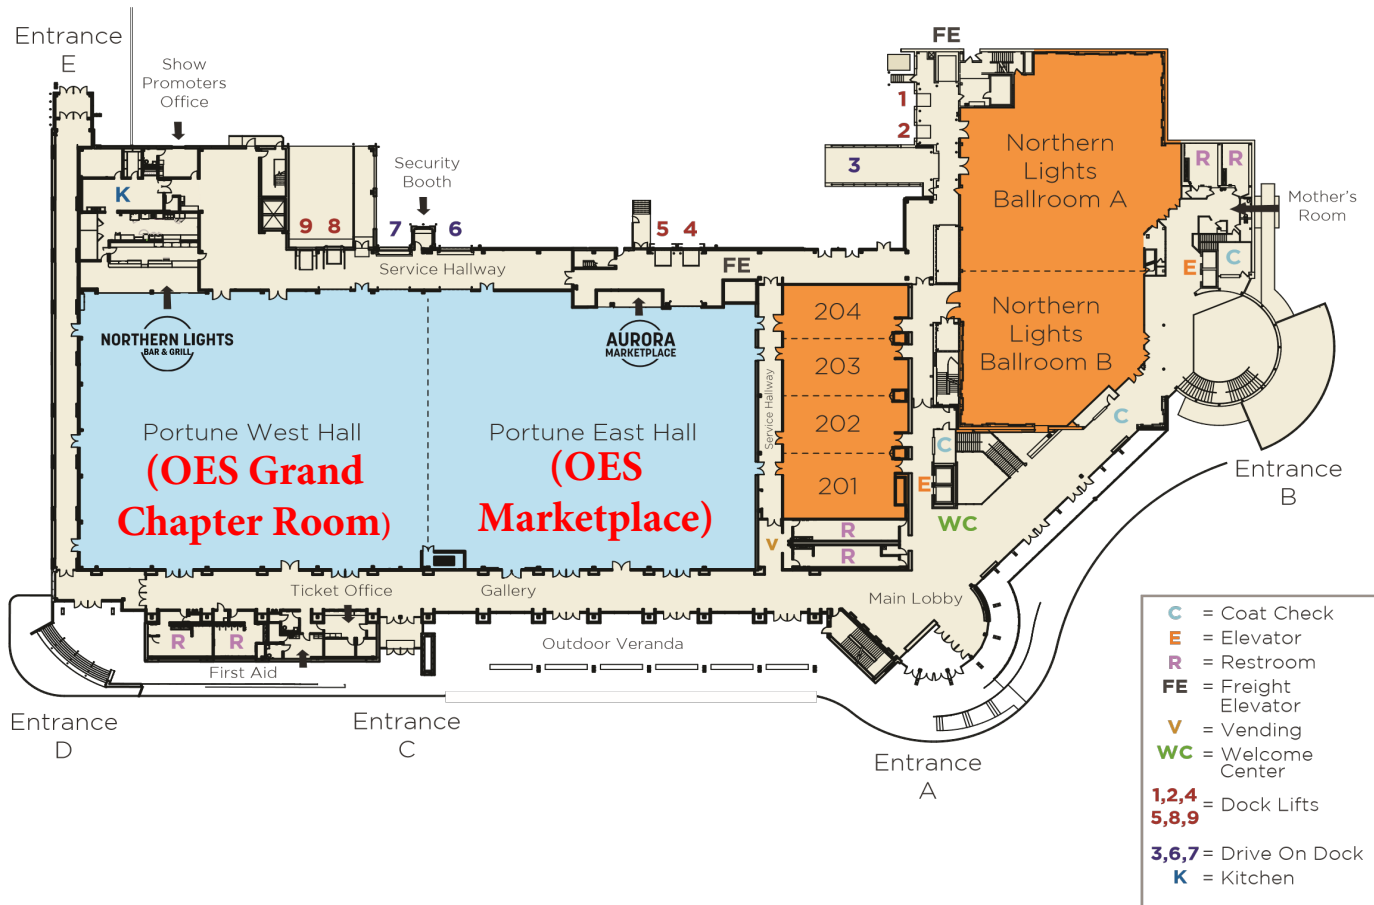 Entrance
E
FE
Show
Promoters
Office
1
2
Northern
Lights
Ballroom A
R R
Security
Booth
3
K
Mother's
Room
9 8 7 6 5 4
Service Hallway
FE
E
C
NORTHERN LIGHTS
BAR & GRILL
AURORA
MARKETPLACE
204
203
202
201
Service Hallway
Northern
Lights
Ballroom B
C
C
Portune West Hall
(OES Grand
Chapter Room)
Portune East Hall
(OES
Marketplace)
E
WC
Entrance
B
V
R
R
Ticket Office
Gallery
Main Lobby
R R
First Aid
Outdoor Veranda
Entrance
D
Entrance
C
Entrance
A
C = Coat Check
E = Elevator
R = Restroom
FE = Freight
Elevator
V = Vending
WC = Welcome
Center
1,2,4
5,8,9 = Dock Lifts
3,6,7 = Drive On Dock
K = Kitchen